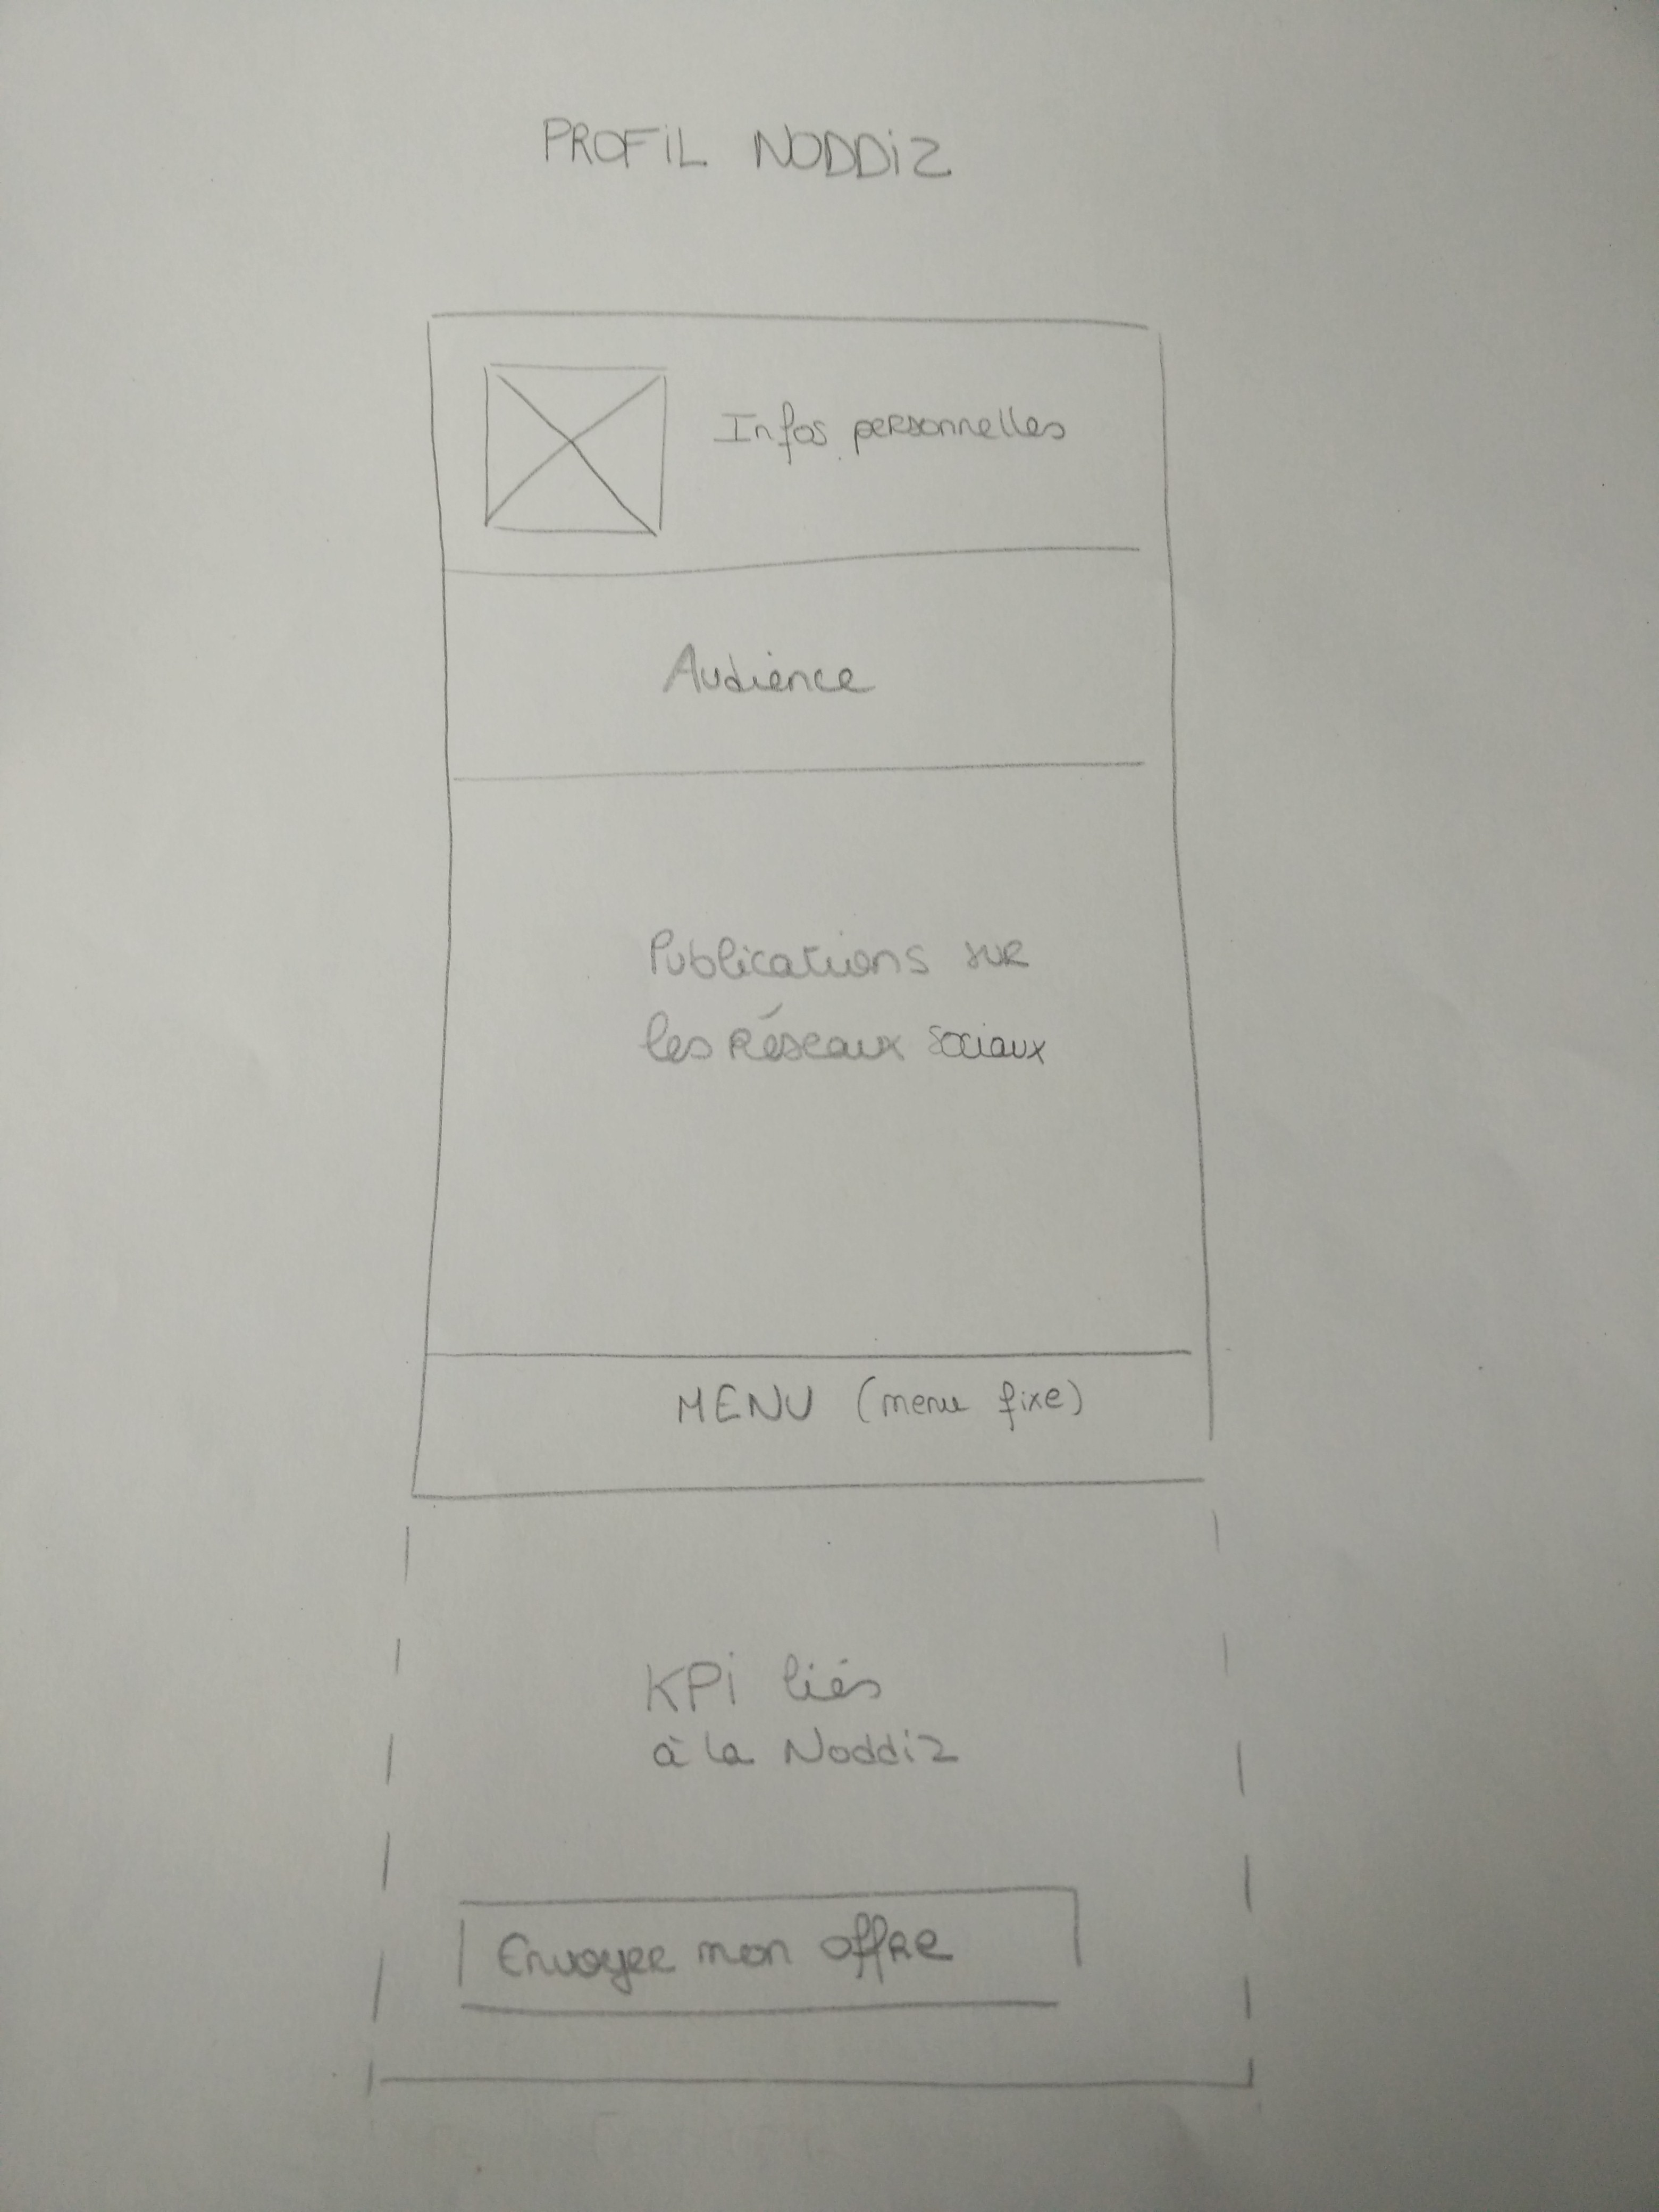 PROFIL NODDIZ
Infos personnelles
Audience
Publications sur
les réseaux sociaux
MENU (menu fixe)
KPI liés
à la Noddiz
Envoyer mon offre